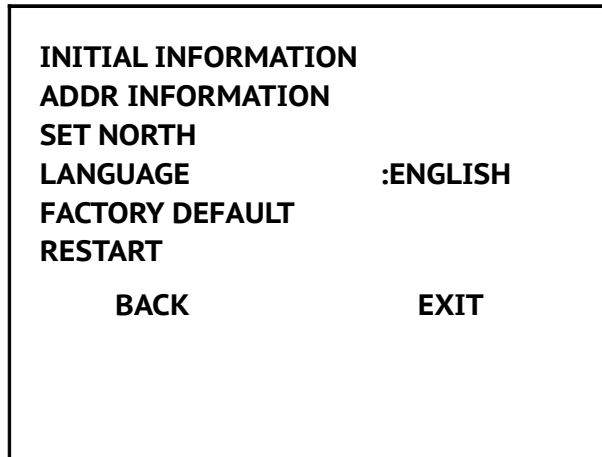 INITIAL INFORMATION
ADDR INFORMATION
SET NORTH
LANGUAGE :ENGLISH
FACTORY DEFAULT
RESTART
BACK EXIT